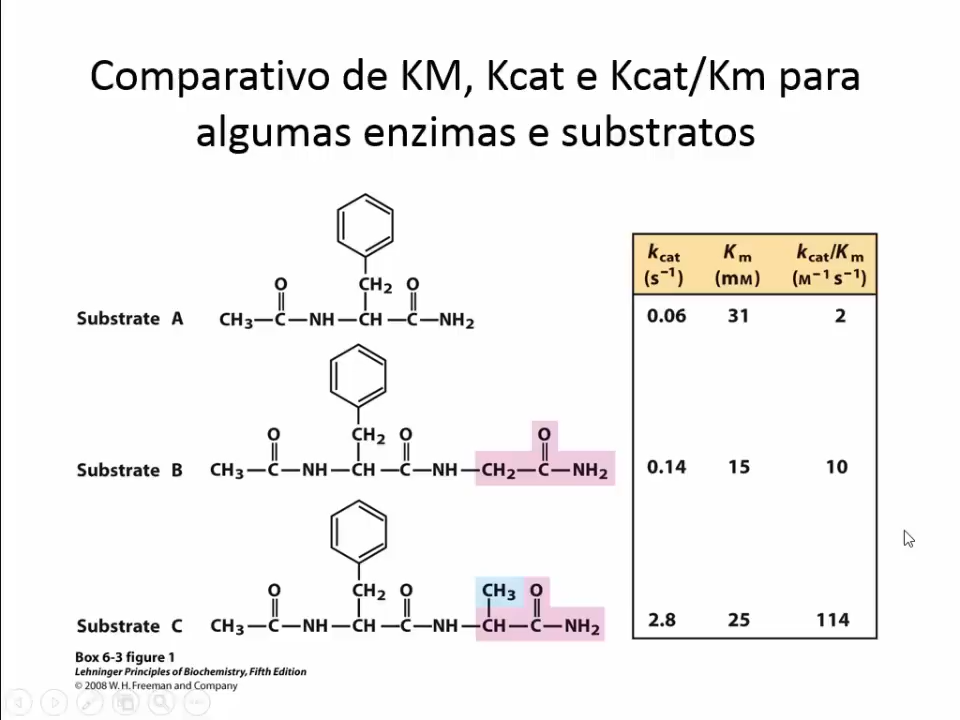 Comparativo de KM, Kcat e Kcat/Km para
algumas enzimas e substratos
kcat
(s⁻¹)
Km
(mM)
kcat/Km
(M⁻¹ s⁻¹)
CH₂
O
O
Substrate A
CH₃—C—NH—CH—C—NH₂
0.06 31 2
O
CH₂
O
O
Substrate B
CH₃—C—NH—CH—C—NH—CH₂—C—NH₂
0.14 15 10
O
CH₂
O
CH₃
O
Substrate C
CH₃—C—NH—CH—C—NH—CH—C—NH₂
2.8 25 114
Box 6-3 figure 1
Lehninger Principles of Biochemistry, Fifth Edition
© 2008 W. H. Freeman and Company